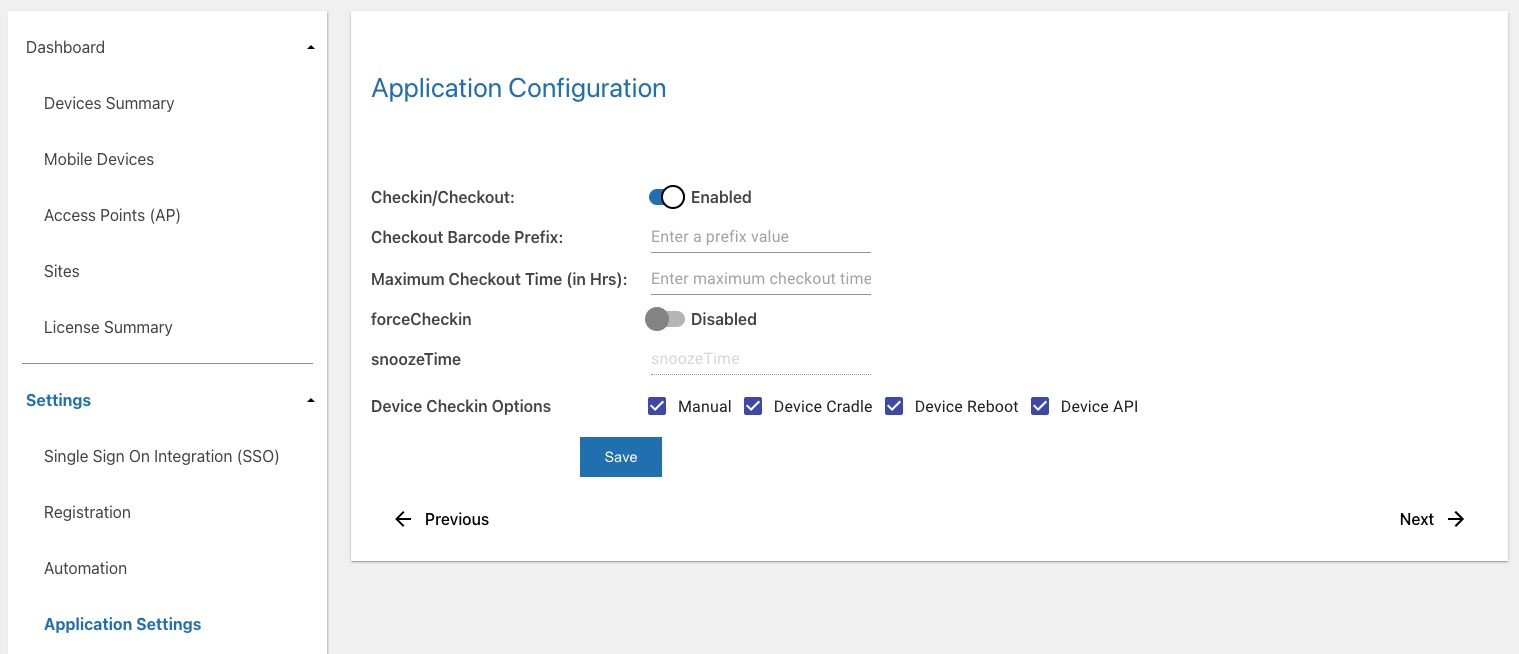 Dashboard
Devices Summary
Mobile Devices
Access Points (AP)
Sites
License Summary
Settings
Single Sign On Integration (SSO)
Registration
Automation
Application Settings
Application Configuration
Checkin/Checkout: Enabled
Checkout Barcode Prefix: Enter a prefix value
Maximum Checkout Time (in Hrs): Enter maximum checkout time
forceCheckin Disabled
snoozeTime snoozeTime
Device Checkin Options Manual Device Cradle Device Reboot Device API
Save
Previous Next